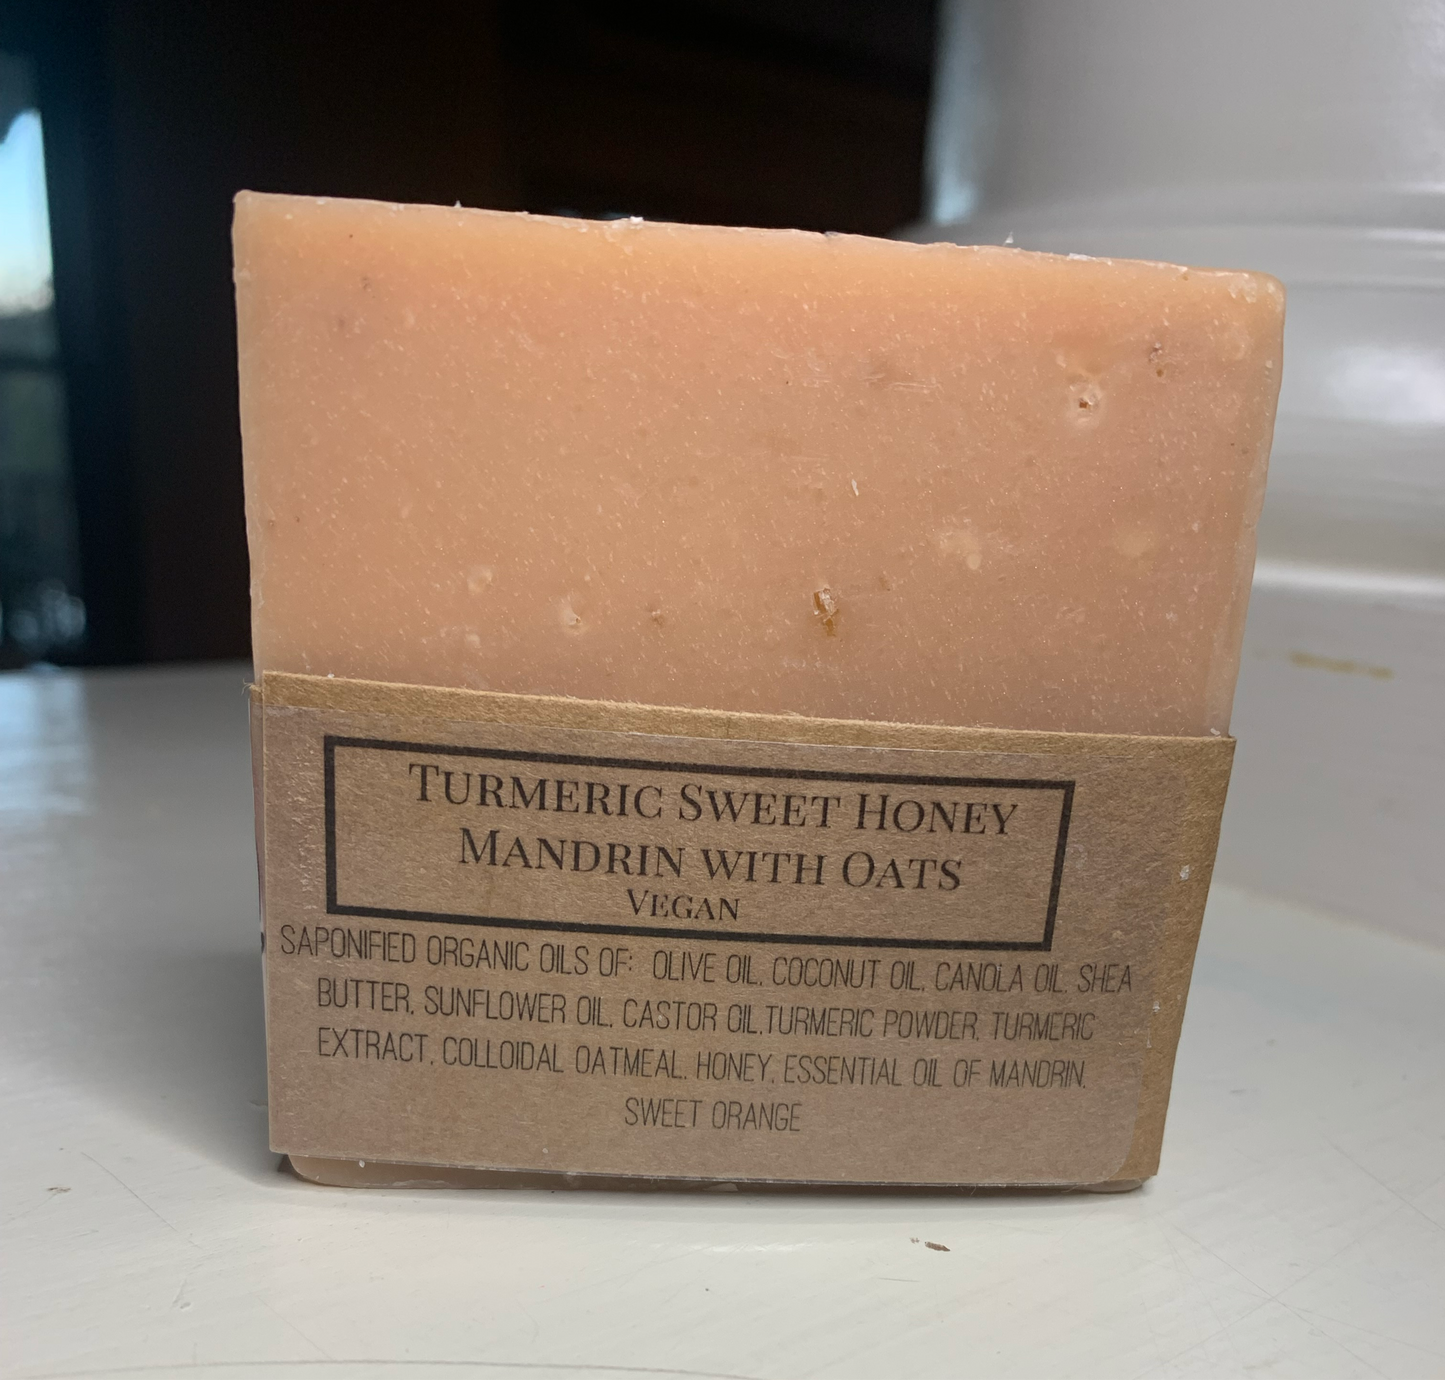 Turmeric Sweet Honey
Mandrin with Oats
Vegan
SAPONIFIED ORGANIC OILS OF: OLIVE OIL, COCONUT OIL, CANOLA OIL, SHEA
BUTTER, SUNFLOWER OIL, CASTOR OIL,TURMERIC POWDER, TURMERIC
EXTRACT, COLLOIDAL OATMEAL, HONEY, ESSENTIAL OIL OF MANDRIN,
SWEET ORANGE